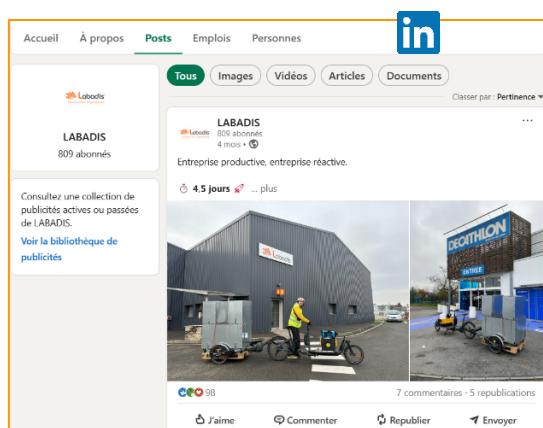 in
Accueil À propos Posts Emplois Personnes
Labadis
LABADIS
809 abonnés
Consultez une collection de
publicités actives ou passées
de LABADIS.
Voir la bibliothèque de
publicités
Tous Images Vidéos Articles Documents
Classer par : Pertinence
Labadis
LABADIS
809 abonnés
4 mois •
Entreprise productive, entreprise réactive.
4,5 jours ... plus
Labadis
DECATHLON
ENTRÉE
98
7 commentaires · 5 republications
J'aime Commenter Republier Envoyer